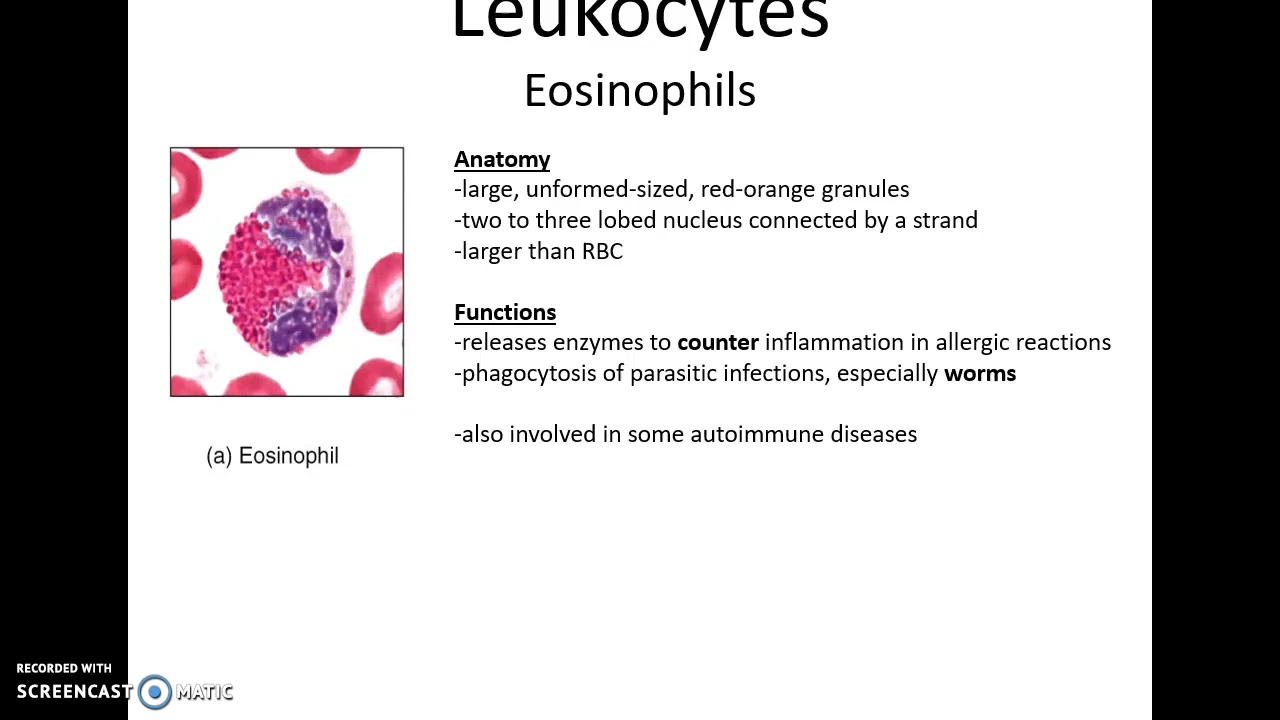 Leukocytes
Eosinophils
Anatomy
-large, unformed-sized, red-orange granules
-two to three lobed nucleus connected by a strand
-larger than RBC
Functions
-releases enzymes to counter inflammation in allergic reactions
-phagocytosis of parasitic infections, especially worms
-also involved in some autoimmune diseases
(a) Eosinophil
RECORDED WITH
SCREENCAST MATIC